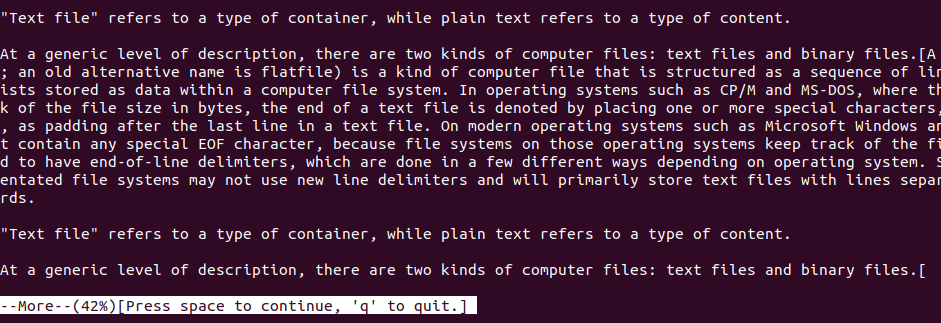 "Text file" refers to a type of container, while plain text refers to a type of content.
At a generic level of description, there are two kinds of computer files: text files and binary files.[A
; an old alternative name is flatfile) is a kind of computer file that is structured as a sequence of lin
ists stored as data within a computer file system. In operating systems such as CP/M and MS-DOS, where th
k of the file size in bytes, the end of a text file is denoted by placing one or more special characters,
, as padding after the last line in a text file. On modern operating systems such as Microsoft Windows an
t contain any special EOF character, because file systems on those operating systems keep track of the fi
d to have end-of-line delimiters, which are done in a few different ways depending on operating system. S
entated file systems may not use new line delimiters and will primarily store text files with lines separ
rds.
"Text file" refers to a type of container, while plain text refers to a type of content.
At a generic level of description, there are two kinds of computer files: text files and binary files.[
--More--(42%)[Press space to continue, 'q' to quit.]